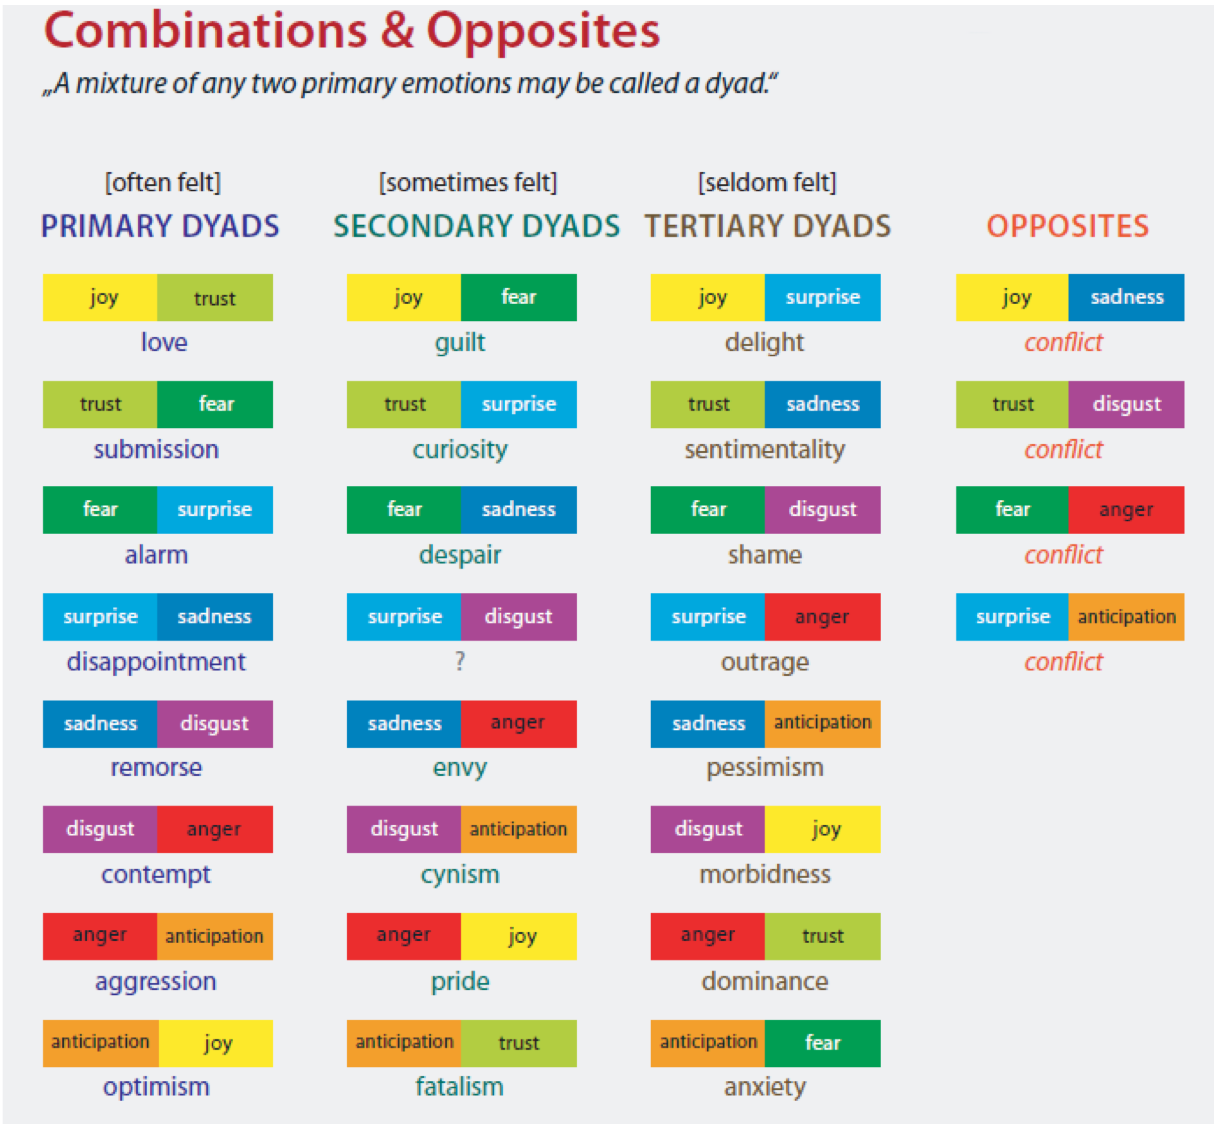 Combinations & Opposites
„A mixture of any two primary emotions may be called a dyad.“
[often felt] [sometimes felt] [seldom felt]
PRIMARY DYADS SECONDARY DYADS TERTIARY DYADS OPPOSITES
joy trust joy fear joy surprise joy sadness
love guilt delight conflict
trust fear trust surprise trust sadness trust disgust
submission curiosity sentimentality conflict
fear surprise fear sadness fear disgust fear anger
alarm despair shame conflict
surprise sadness surprise disgust surprise anger surprise anticipation
disappointment ? outrage conflict
sadness disgust sadness anger sadness anticipation
remorse envy pessimism
disgust anger disgust anticipation disgust joy
contempt cynism morbidness
anger anticipation anger joy anger trust
aggression pride dominance
anticipation joy anticipation trust anticipation fear
optimism fatalism anxiety